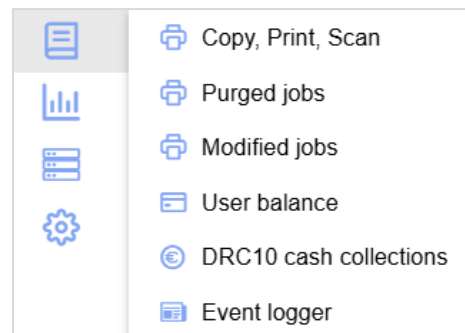 Copy, Print, Scan
Purged jobs
Modified jobs
User balance
DRC10 cash collections
Event logger